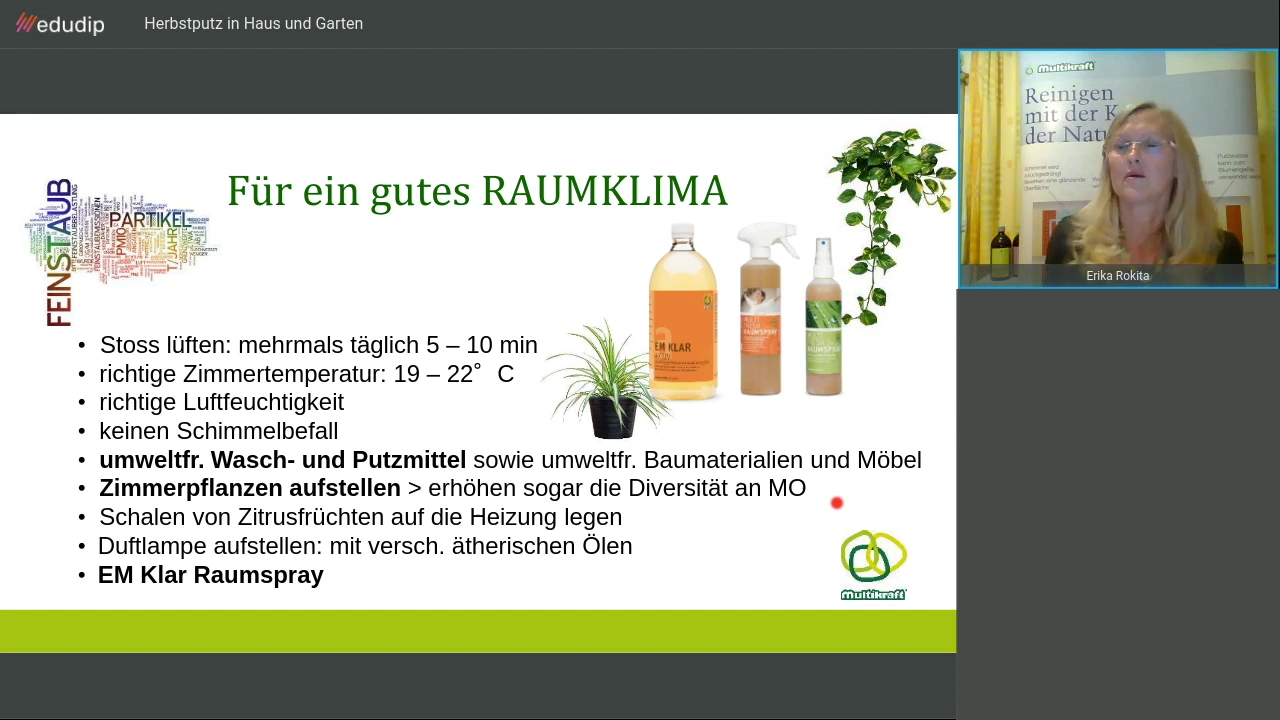 edudip
Herbstputz in Haus und Garten
Multikraft
Reinigen
mit der K
der Natu
Erika Rokita
Für ein gutes RAUMKLIMA
FEINSTAUB
PARTIKEL
EM KLAR
RAUMSPRAY
RAUMSPRAY
• Stoss lüften: mehrmals täglich 5 – 10 min
• richtige Zimmertemperatur: 19 – 22° C
• richtige Luftfeuchtigkeit
• keinen Schimmelbefall
• umweltfr. Wasch- und Putzmittel sowie umweltfr. Baumaterialien und Möbel
• Zimmerpflanzen aufstellen > erhöhen sogar die Diversität an MO
• Schalen von Zitrusfrüchten auf die Heizung legen
• Duftlampe aufstellen: mit versch. ätherischen Ölen
• EM Klar Raumspray
multikraft